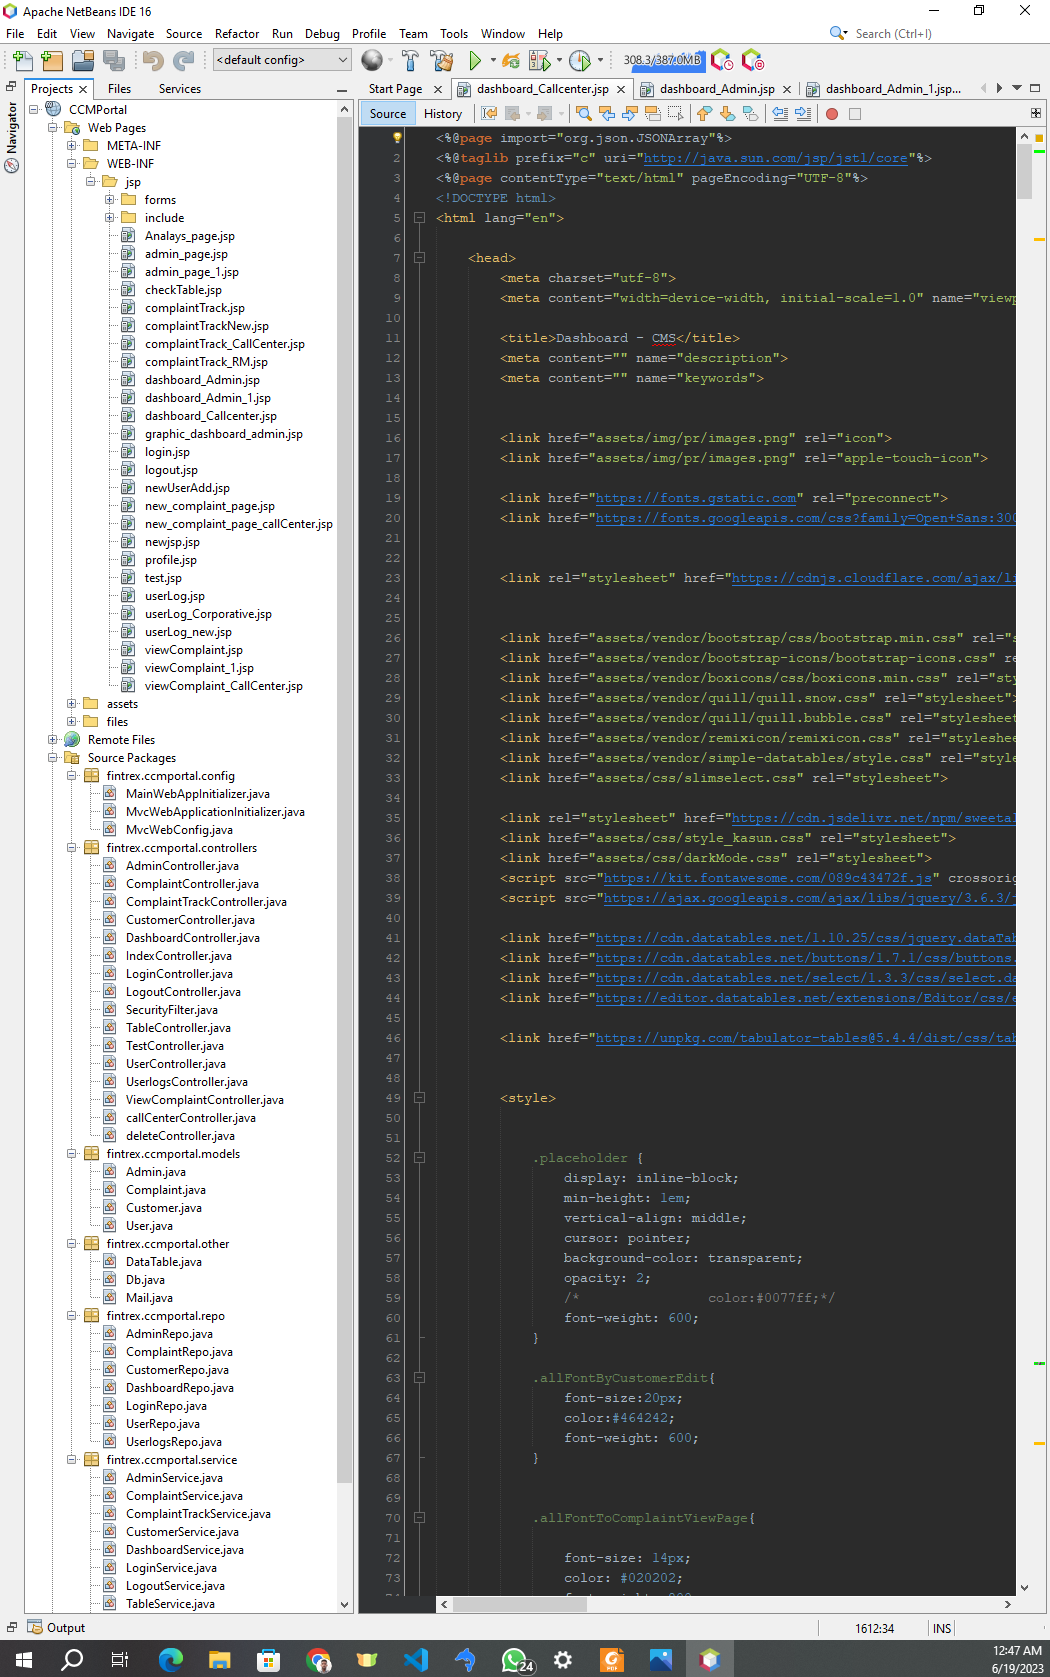 Apache NetBeans IDE 16
File Edit View Navigate Source Refactor Run Debug Profile Team Tools Window Help
Search (Ctrl+I)
<default config>
308.3/387.0MB
Projects Files Services
Start Page dashboard_Callcenter.jsp dashboard_Admin.jsp dashboard_Admin_1.jsp...
Navigator
Source History
CCMPortal
Web Pages
META-INF
WEB-INF
jsp
forms
include
Analays_page.jsp
admin_page.jsp
admin_page_1.jsp
checkTable.jsp
complaintTrack.jsp
complaintTrackNew.jsp
complaintTrack_CallCenter.jsp
complaintTrack_RM.jsp
dashboard_Admin.jsp
dashboard_Admin_1.jsp
dashboard_Callcenter.jsp
graphic_dashboard_admin.jsp
login.jsp
logout.jsp
newUserAdd.jsp
new_complaint_page.jsp
new_complaint_page_callCenter.jsp
newjsp.jsp
profile.jsp
test.jsp
userLog.jsp
userLog_Corporative.jsp
userLog_new.jsp
viewComplaint.jsp
viewComplaint_1.jsp
viewComplaint_CallCenter.jsp
assets
files
Remote Files
Source Packages
fintrex.ccmportal.config
MainWebAppInitializer.java
MvcWebApplicationInitializer.java
MvcWebConfig.java
fintrex.ccmportal.controllers
AdminController.java
ComplaintController.java
ComplaintTrackController.java
CustomerController.java
DashboardController.java
IndexController.java
LoginController.java
LogoutController.java
SecurityFilter.java
TableController.java
TestController.java
UserController.java
UserlogsController.java
ViewComplaintController.java
callCenterController.java
deleteController.java
fintrex.ccmportal.models
Admin.java
Complaint.java
Customer.java
User.java
fintrex.ccmportal.other
DataTable.java
Db.java
Mail.java
fintrex.ccmportal.repo
AdminRepo.java
ComplaintRepo.java
CustomerRepo.java
DashboardRepo.java
LoginRepo.java
UserRepo.java
UserlogsRepo.java
fintrex.ccmportal.service
AdminService.java
ComplaintService.java
ComplaintTrackService.java
CustomerService.java
DashboardService.java
LoginService.java
LogoutService.java
TableService.java
<%@page import="org.json.JSONArray"%>
2 <%@taglib prefix="c" uri="http://java.sun.com/jsp/jstl/core"%>
3 <%@page contentType="text/html" pageEncoding="UTF-8"%>
4 <!DOCTYPE html>
5 <html lang="en">
6
7 <head>
8 <meta charset="utf-8">
9 <meta content="width=device-width, initial-scale=1.0" name="viewp
10
11 <title>Dashboard - CMS</title>
12 <meta content="" name="description">
13 <meta content="" name="keywords">
14
15
16 <link href="assets/img/pr/images.png" rel="icon">
17 <link href="assets/img/pr/images.png" rel="apple-touch-icon">
18
19 <link href="https://fonts.gstatic.com" rel="preconnect">
20 <link href="https://fonts.googleapis.com/css?family=Open+Sans:300
21
22
23 <link rel="stylesheet" href="https://cdnjs.cloudflare.com/ajax/li
24
25
26 <link href="assets/vendor/bootstrap/css/bootstrap.min.css" rel="s
27 <link href="assets/vendor/bootstrap-icons/bootstrap-icons.css" re
28 <link href="assets/vendor/boxicons/css/boxicons.min.css" rel="sty
29 <link href="assets/vendor/quill/quill.snow.css" rel="stylesheet">
30 <link href="assets/vendor/quill/quill.bubble.css" rel="stylesheet
31 <link href="assets/vendor/remixicon/remixicon.css" rel="styleshee
32 <link href="assets/vendor/simple-datatables/style.css" rel="style
33 <link href="assets/css/slimselect.css" rel="stylesheet">
34
35 <link rel="stylesheet" href="https://cdn.jsdelivr.net/npm/sweetal
36 <link href="assets/css/style_kasun.css" rel="stylesheet">
37 <link href="assets/css/darkMode.css" rel="stylesheet">
38 <script src="https://kit.fontawesome.com/089c43472f.js" crossorig
39 <script src="https://ajax.googleapis.com/ajax/libs/jquery/3.6.3/j
40
41 <link href="https://cdn.datatables.net/1.10.25/css/jquery.dataTab
42 <link href="https://cdn.datatables.net/buttons/1.7.1/css/buttons.
43 <link href="https://cdn.datatables.net/select/1.3.3/css/select.da
44 <link href="https://editor.datatables.net/extensions/Editor/css/e
45
46 <link href="https://unpkg.com/tabulator-tables@5.4.4/dist/css/tab
47
48
49 <style>
50
51
52 .placeholder {
53 display: inline-block;
54 min-height: 1em;
55 vertical-align: middle;
56 cursor: pointer;
57 background-color: transparent;
58 opacity: 2;
59 /* color:#0077ff;*/
60 font-weight: 600;
61 }
62
63 .allFontByCustomerEdit{
64 font-size:20px;
65 color:#464242;
66 font-weight: 600;
67 }
68
69
70 .allFontToComplaintViewPage{
71
72 font-size: 14px;
73 color: #020202;
Output
1612:34 INS
24
PDF
12:47 AM
6/19/2023